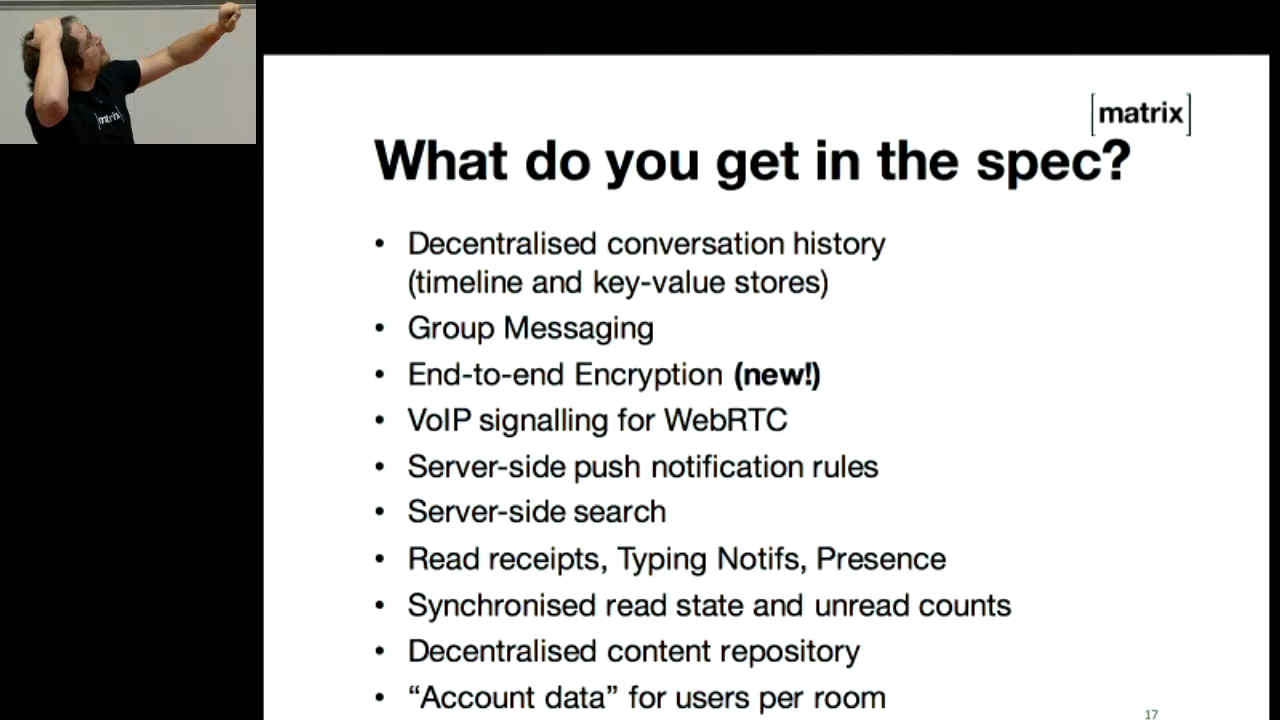 [matrix]
[matrix]
What do you get in the spec?
• Decentralised conversation history
(timeline and key-value stores)
• Group Messaging
• End-to-end Encryption (new!)
• VoIP signalling for WebRTC
• Server-side push notification rules
• Server-side search
• Read receipts, Typing Notifs, Presence
• Synchronised read state and unread counts
• Decentralised content repository
• “Account data” for users per room
17